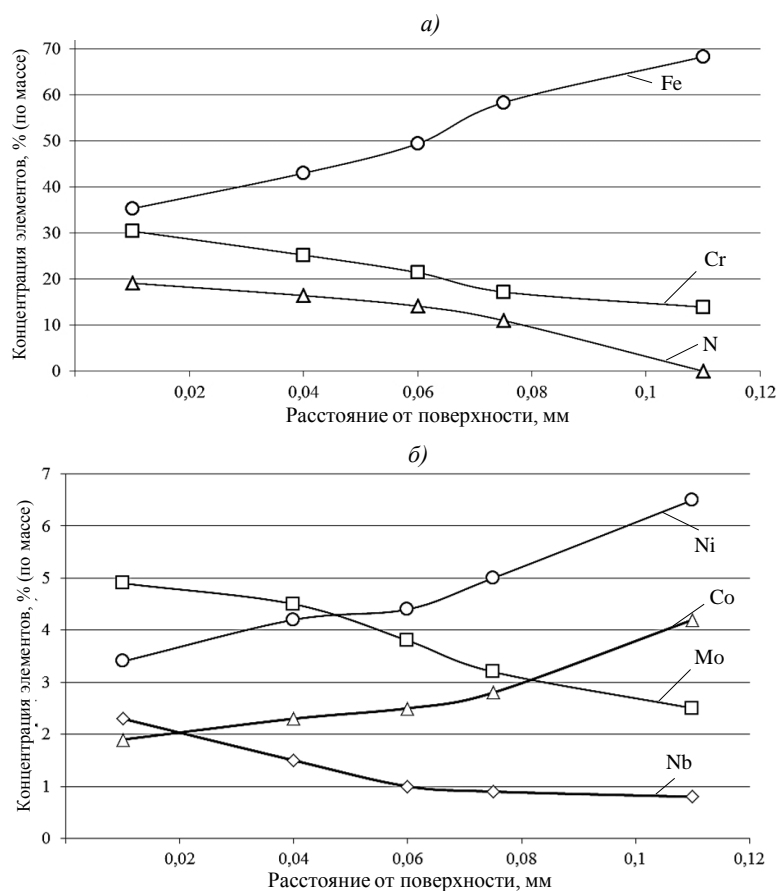 а)
Концентрация элементов, % (по массе)
70
60
50
40
30
20
10
0
Fe
Cr
N
0,02
0,04
0,06
0,08
0,1
0,12
Расстояние от поверхности, мм
б)
Концентрация элементов, % (по массе)
7
6
5
4
3
2
1
0
Ni
Co
Mo
Nb
0,02
0,04
0,06
0,08
0,1
0,12
Расстояние от поверхности, мм